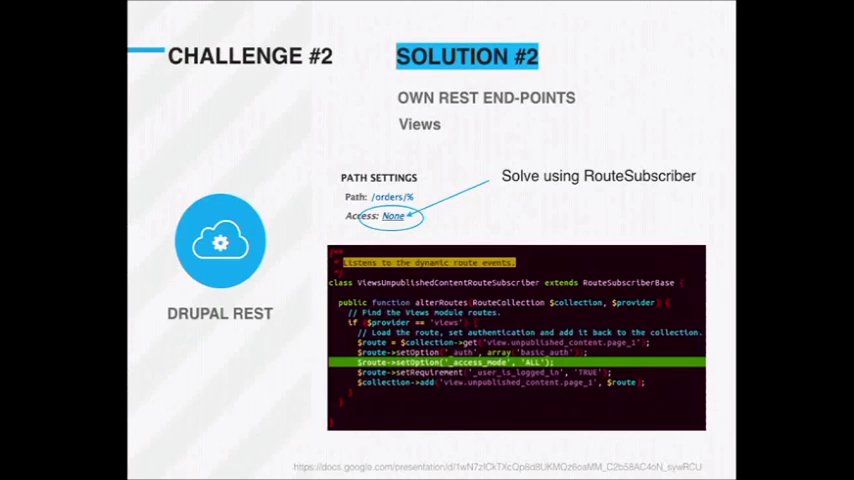 CHALLENGE #2
SOLUTION #2
OWN REST END-POINTS
Views
PATH SETTINGS
Solve using RouteSubscriber
Path: /orders/%
Access: None
DRUPAL REST
/**
* Listens to the dynamic route events.
*/
class ViewsUnpublishedContentRouteSubscriber extends RouteSubscriberBase {
public function alterRoutes(RouteCollection $collection, $provider) {
// Find the Views module routes.
if ($provider == 'views') {
// Load the route, set authentication and add it back to the collection.
$route = $collection->get('view.unpublished_content.page_1');
$route->setOption('_auth', array('basic_auth'));
$route->setOption('_access_mode', 'ALL');
$route->setRequirement('_user_is_logged_in', 'TRUE');
$collection->add('view.unpublished_content.page_1', $route);
}
}
}